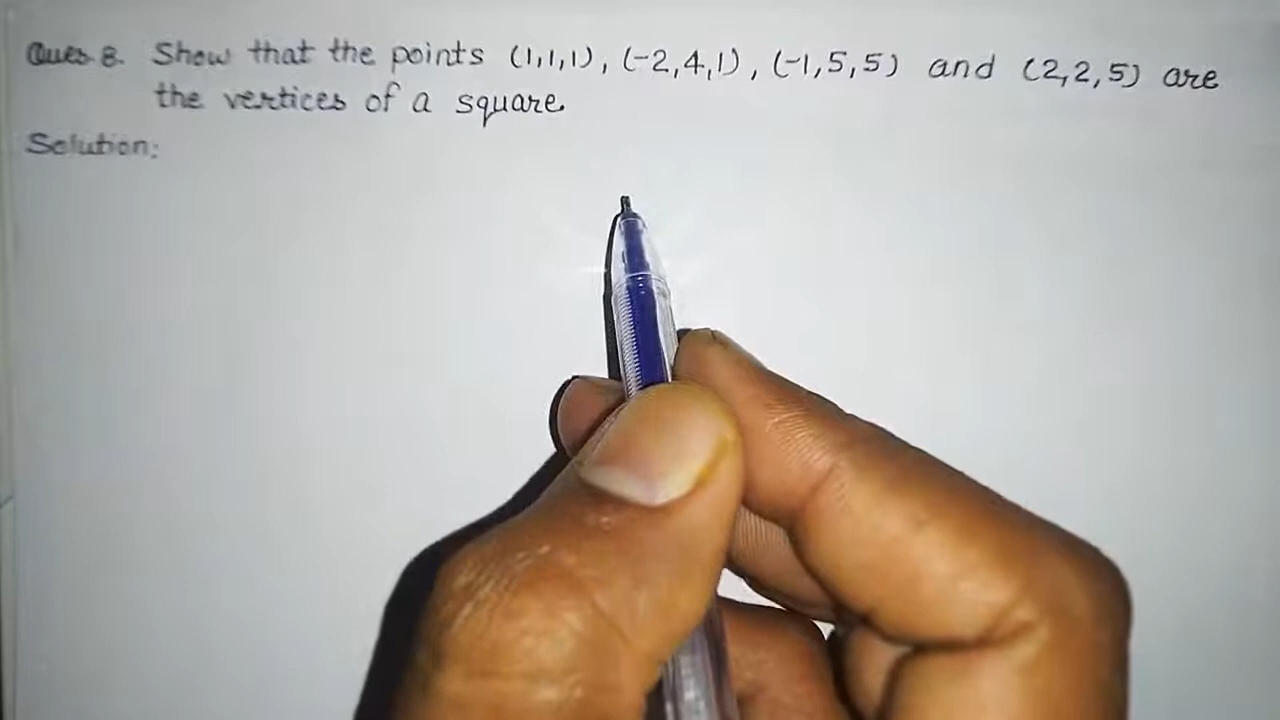 Ques 8. Show that the points (1,1,1), (-2,4,1), (-1,5,5) and (2,2,5) are
the vertices of a square
Solution: